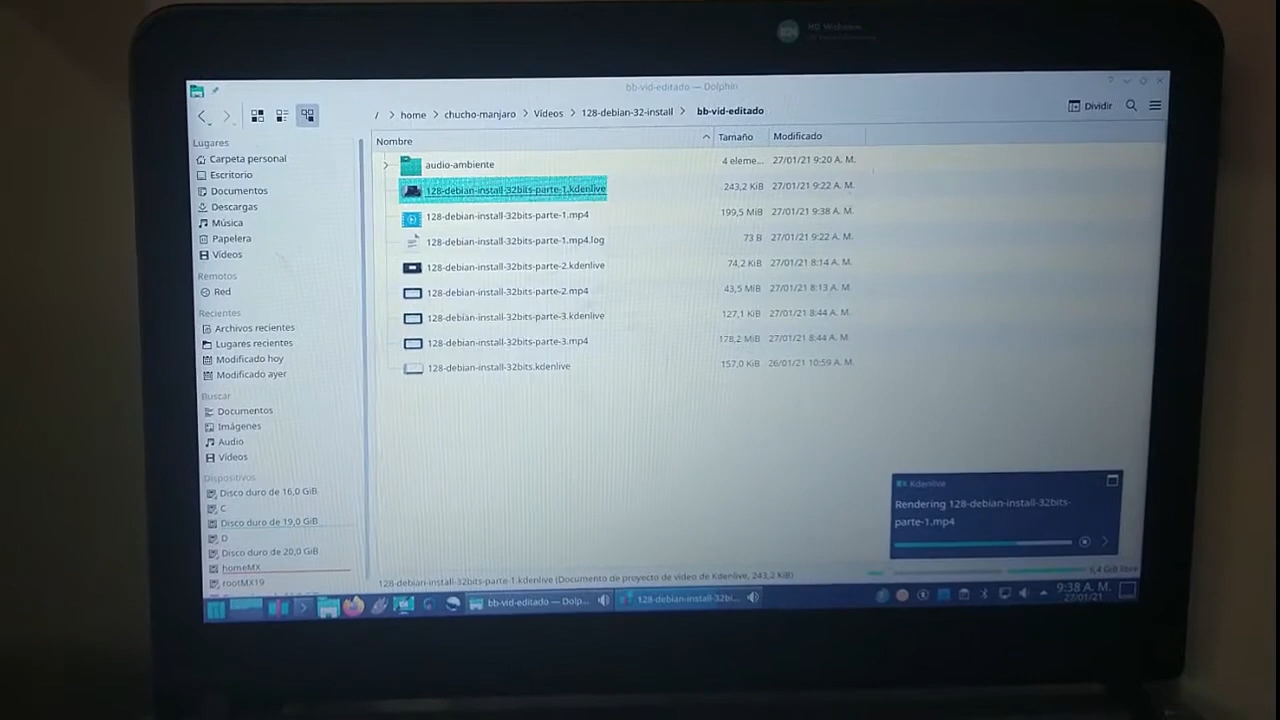 HD Webcam
bb-vid-editado — Dolphin
/ > home > chucho-manjaro > Vídeos > 128-debian-32-install > bb-vid-editado
Dividir
Lugares
Carpeta personal
Escritorio
Documentos
Descargas
Música
Papelera
Vídeos
Remotos
Red
Recientes
Archivos recientes
Lugares recientes
Modificado hoy
Modificado ayer
Buscar
Documentos
Imágenes
Audio
Vídeos
Dispositivos
Disco duro de 16,0 GiB
C
Disco duro de 19,0 GiB
D
Disco duro de 20,0 GiB
homeMX
rootMX19
Nombre Tamaño Modificado
audio-ambiente 4 eleme... 27/01/21 9:20 A. M.
128-debian-install-32bits-parte-1.kdenlive 243,2 KiB 27/01/21 9:22 A. M.
128-debian-install-32bits-parte-1.mp4 199,5 MiB 27/01/21 9:38 A. M.
128-debian-install-32bits-parte-1.mp4.log 73 B 27/01/21 9:22 A. M.
128-debian-install-32bits-parte-2.kdenlive 74,2 KiB 27/01/21 8:14 A. M.
128-debian-install-32bits-parte-2.mp4 43,5 MiB 27/01/21 8:13 A. M.
128-debian-install-32bits-parte-3.kdenlive 127,1 KiB 27/01/21 8:44 A. M.
128-debian-install-32bits-parte-3.mp4 178,2 MiB 27/01/21 8:44 A. M.
128-debian-install-32bits.kdenlive 157,0 KiB 26/01/21 10:59 A. M.
Kdenlive
Rendering 128-debian-install-32bits-
parte-1.mp4
128-debian-install-32bits-parte-1.kdenlive (Documento de proyecto de vídeo de Kdenlive, 243,2 KiB)
6,4 GiB libre
bb-vid-editado — Dolp...
128-debian-install-32bi...
9:38 A. M.
27/01/21